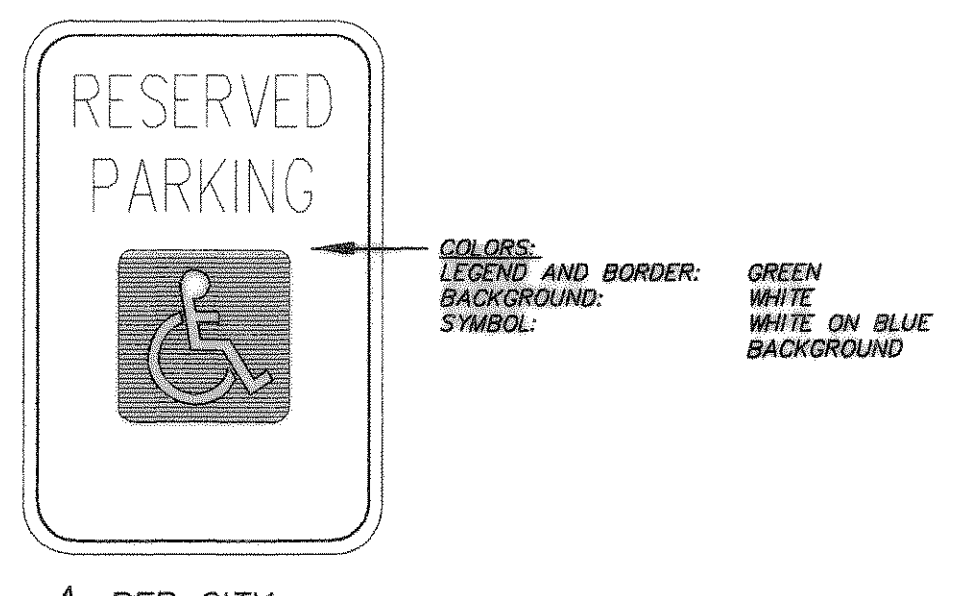 RESERVED
PARKING
COLORS:
LEGEND AND BORDER: GREEN
BACKGROUND: WHITE
SYMBOL: WHITE ON BLUE
BACKGROUND